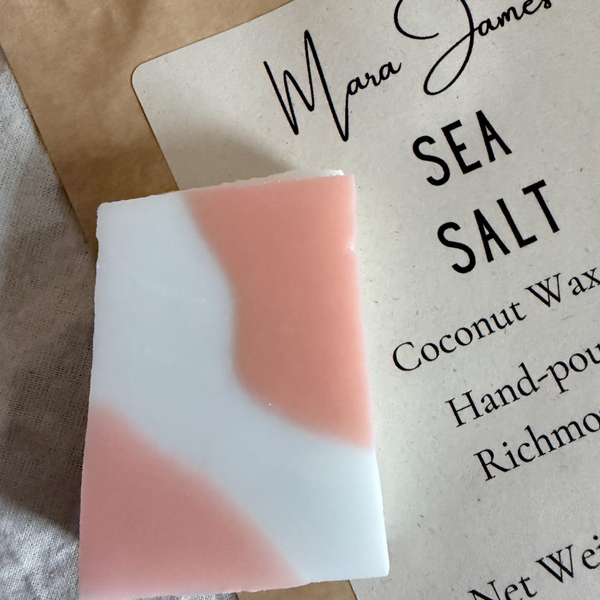 Mara James
SEA
SALT
Coconut Wax
Hand-pou
Richmo
Net Wei